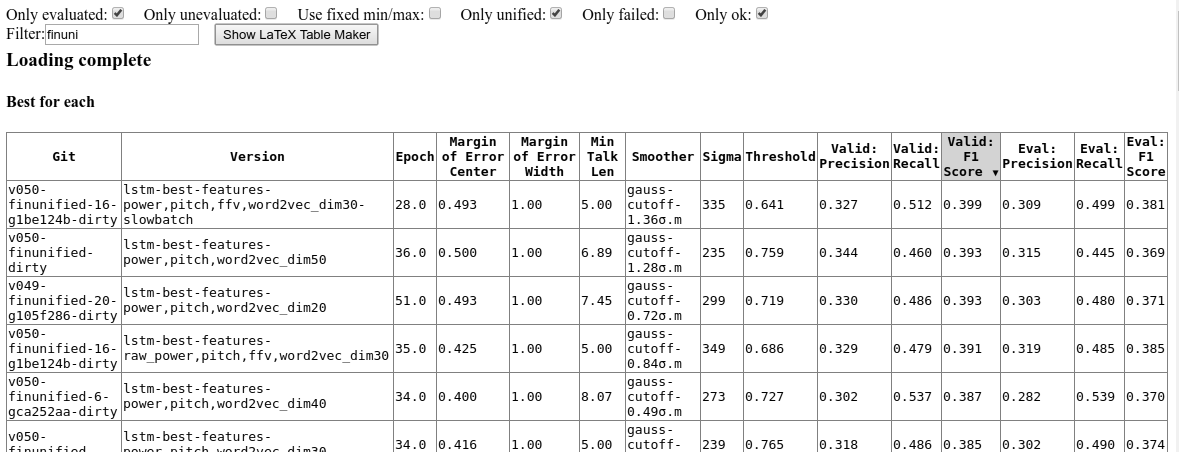 Only evaluated: Only unevaluated: Use fixed min/max: Only unified: Only failed: Only ok:
Filter: finuni Show LaTeX Table Maker
Loading complete
Best for each
Git Version Epoch Margin of Error Center Margin of Error Width Min Talk Len Smoother Sigma Threshold Valid: Precision Valid: Recall Valid: F1 Score ▼ Eval: Precision Eval: Recall Eval: F1 Score
v050-finunified-16-g1be124b-dirty lstm-best-features-power,pitch,ffv,word2vec_dim30-slowbatch 28.0 0.493 1.00 5.00 gauss-cutoff-1.36σ.m 335 0.641 0.327 0.512 0.399 0.309 0.499 0.381
v050-finunified-dirty lstm-best-features-power,pitch,word2vec_dim50 36.0 0.500 1.00 6.89 gauss-cutoff-1.28σ.m 235 0.759 0.344 0.460 0.393 0.315 0.445 0.369
v049-finunified-20-g105f286-dirty lstm-best-features-power,pitch,word2vec_dim20 51.0 0.493 1.00 7.45 gauss-cutoff-0.72σ.m 299 0.719 0.330 0.486 0.393 0.303 0.480 0.371
v050-finunified-16-g1be124b-dirty lstm-best-features-raw_power,pitch,ffv,word2vec_dim30 35.0 0.425 1.00 5.00 gauss-cutoff-0.84σ.m 349 0.686 0.329 0.479 0.391 0.319 0.485 0.385
v050-finunified-6-gca252aa-dirty lstm-best-features-power,pitch,word2vec_dim40 34.0 0.400 1.00 8.07 gauss-cutoff-0.49σ.m 273 0.727 0.302 0.537 0.387 0.282 0.539 0.370
v050-finunified- lstm-best-features-power,pitch,word2vec_dim30 34.0 0.416 1.00 5.00 gauss-cutoff- 239 0.765 0.318 0.486 0.385 0.302 0.490 0.374